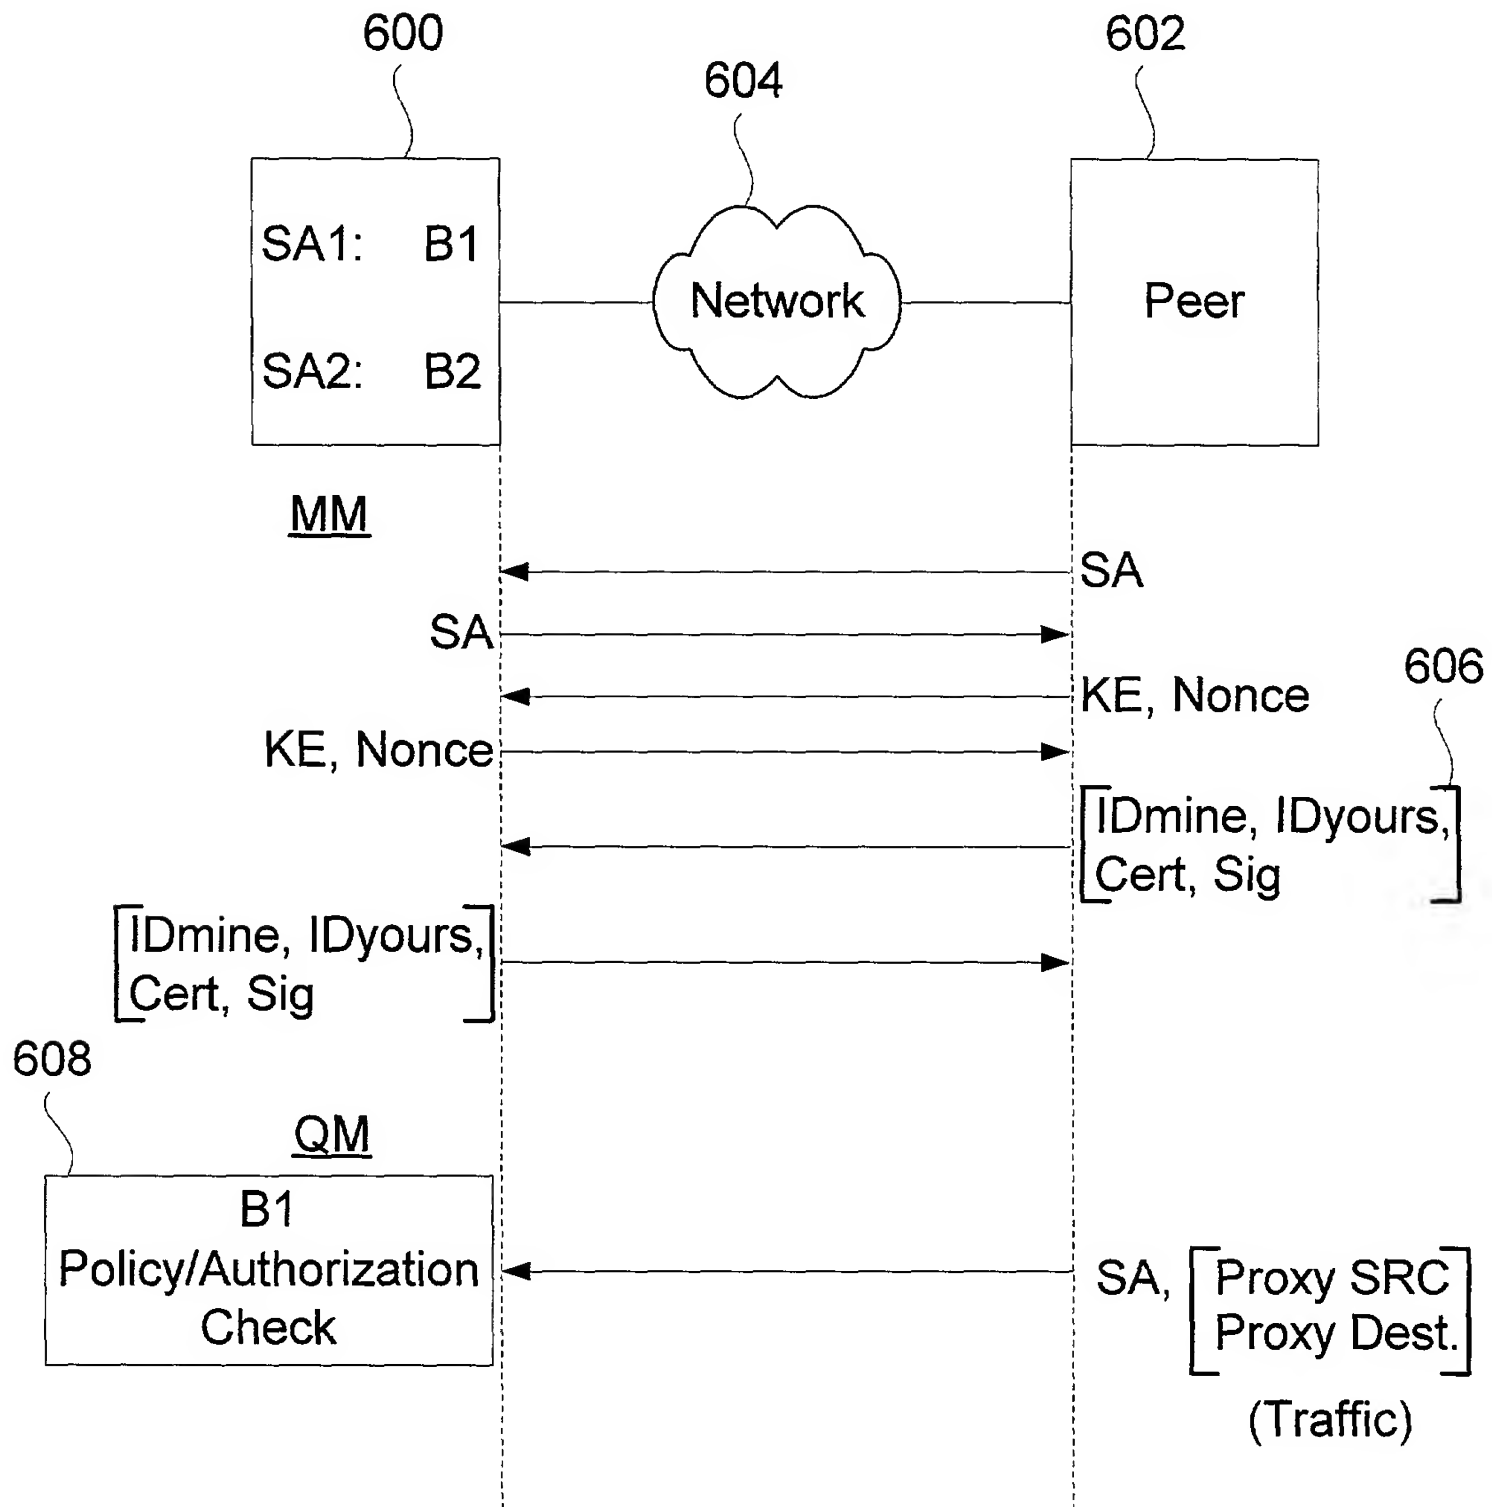 600
602
604
SA1: B1
Network
Peer
SA2: B2
MM
SA
SA
606
KE, Nonce
KE, Nonce
IDmine, IDyours,
Cert, Sig
IDmine, IDyours,
Cert, Sig
608
QM
B1
Policy/Authorization
Check
SA, Proxy SRC
Proxy Dest.
(Traffic)